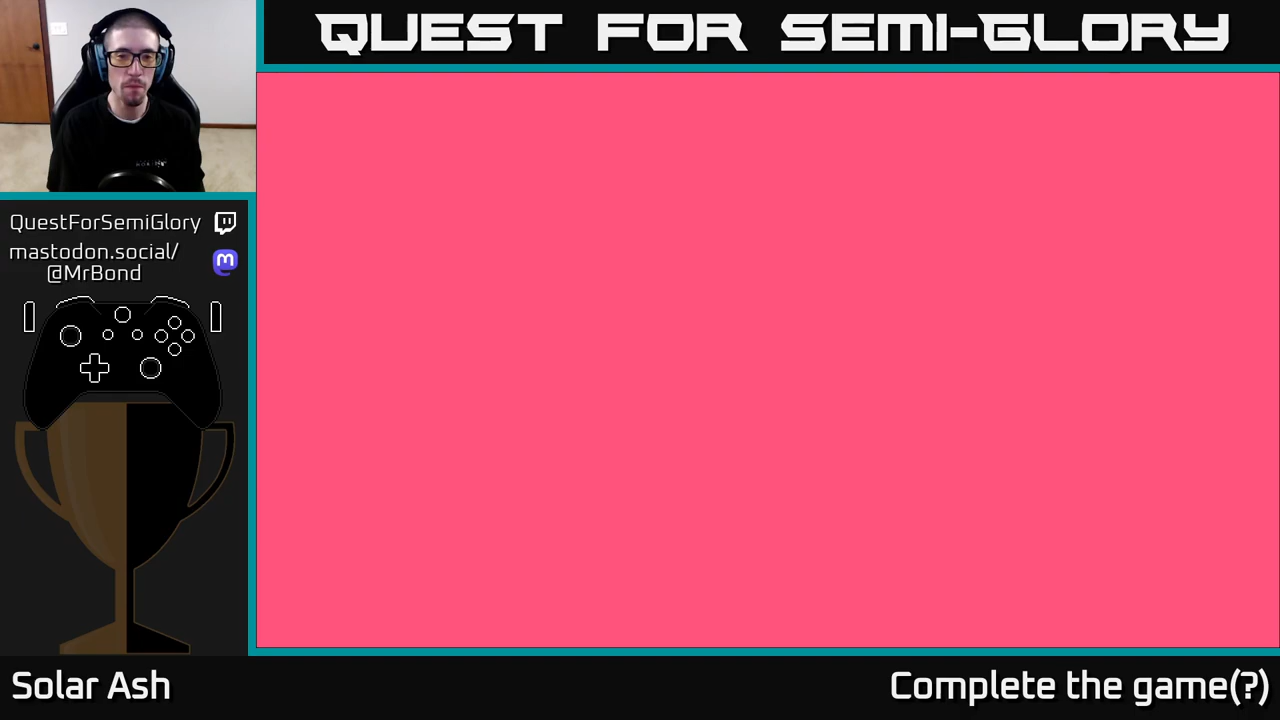 QUEST FOR SEMI-GLORY
QuestForSemiGlory
mastodon.social/
@MrBond
Solar Ash
Complete the game(?)